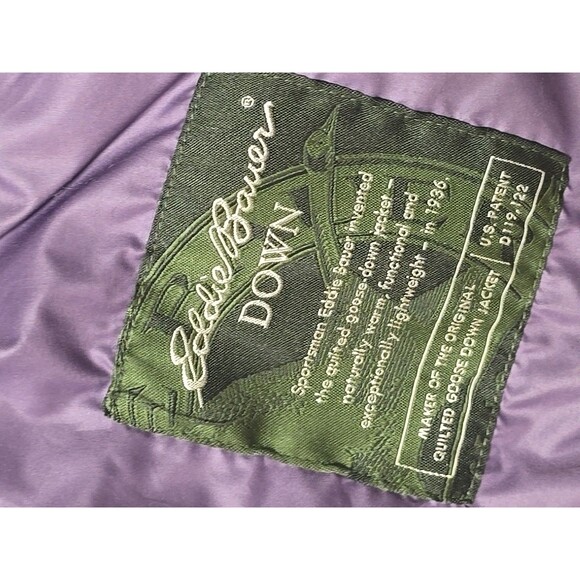 Eddie Bauer®
DOWN
Sportsman Eddie Bauer invented
the quilted goose-down jacket –
naturally warm, functional and
exceptionally lightweight – in 1936.
MAKER OF THE ORIGINAL
QUILTED GOOSE DOWN JACKET
U.S. PATENT
D119,122